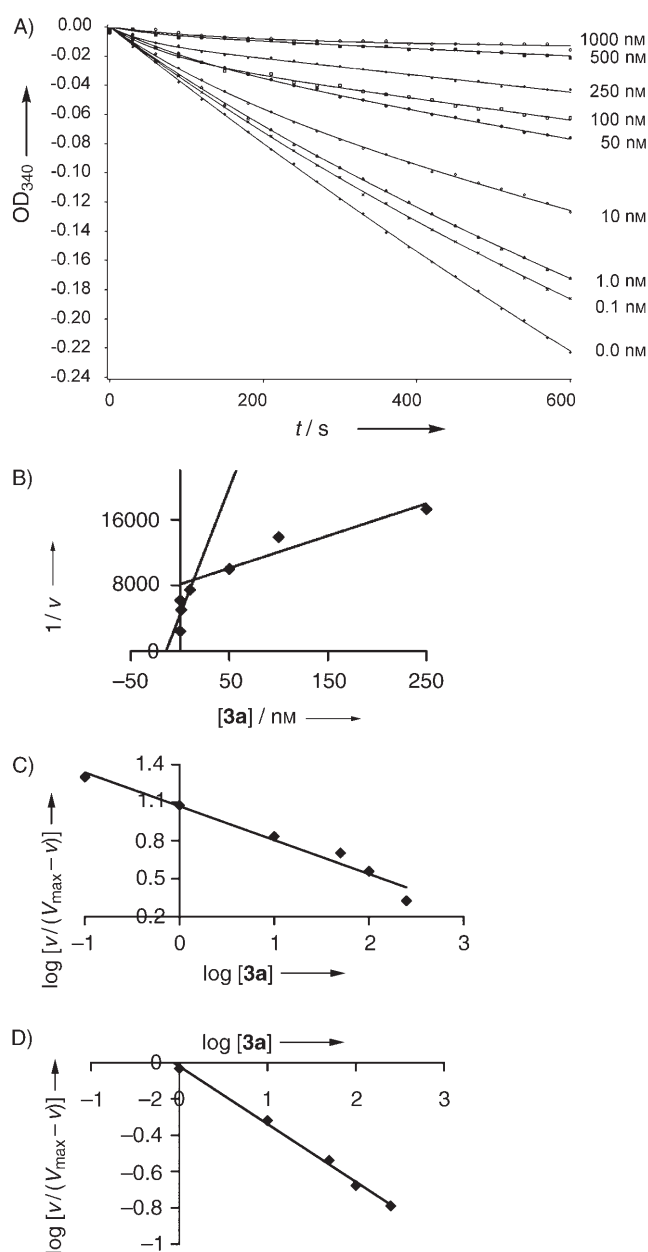 A)
0.00
-0.02
-0.04
-0.06
-0.08
-0.10
-0.12
-0.14
-0.16
-0.18
-0.20
-0.22
-0.24
OD340
1000 nM
500 nM
250 nM
100 nM
50 nM
10 nM
1.0 nM
0.1 nM
0.0 nM
0 200 400 600
t / s
B)
16000
8000
0
1 / v
−50 50 150 250
[3a] / nM
C)
1.4
1.1
0.8
0.5
0.2
log [v / (Vmax – v)]
−1 0 1 2 3
log [3a]
D)
log [3a]
0
−1 0 1 2 3
−2
−0.4
−0.6
−0.8
−1
log [v / (Vmax – v)]